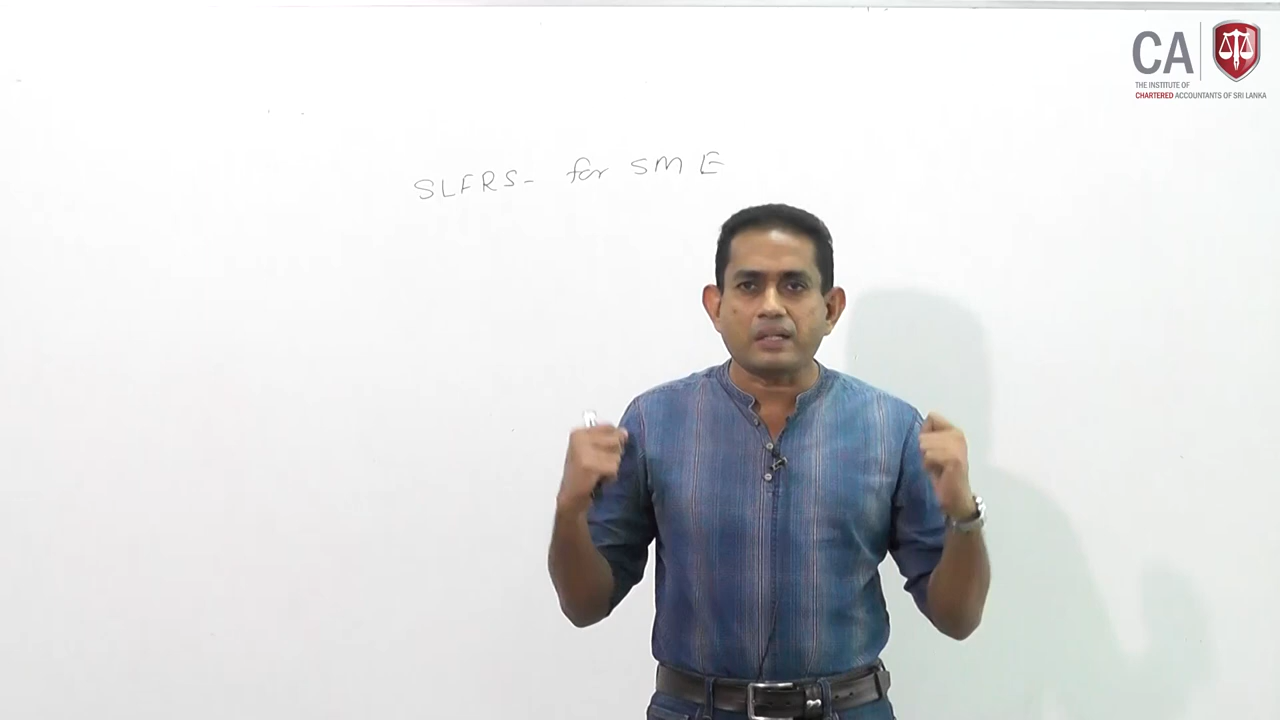 CA
THE INSTITUTE OF
CHARTERED ACCOUNTANTS OF SRI LANKA
SLFRS- for SME